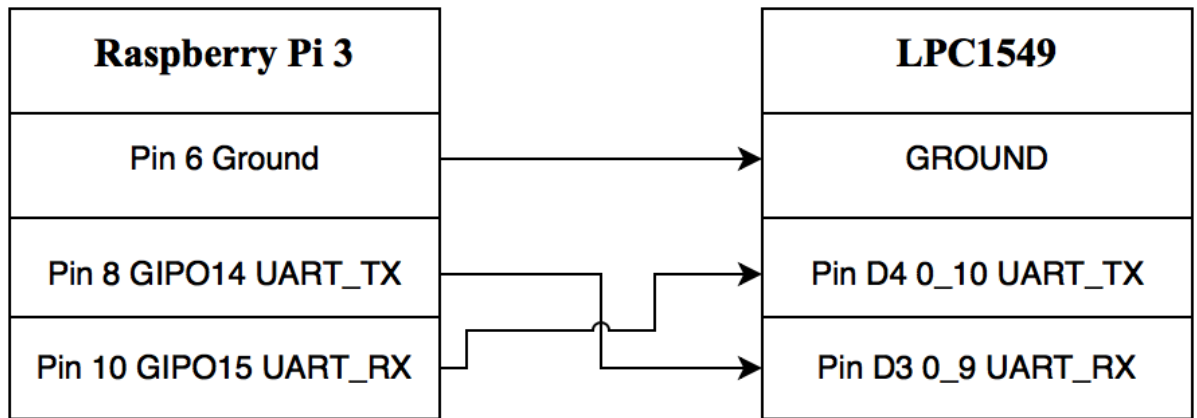 Raspberry Pi 3
LPC1549
Pin 6 Ground
GROUND
Pin 8 GIPO14 UART_TX
Pin D4 0_10 UART_TX
Pin 10 GIPO15 UART_RX
Pin D3 0_9 UART_RX